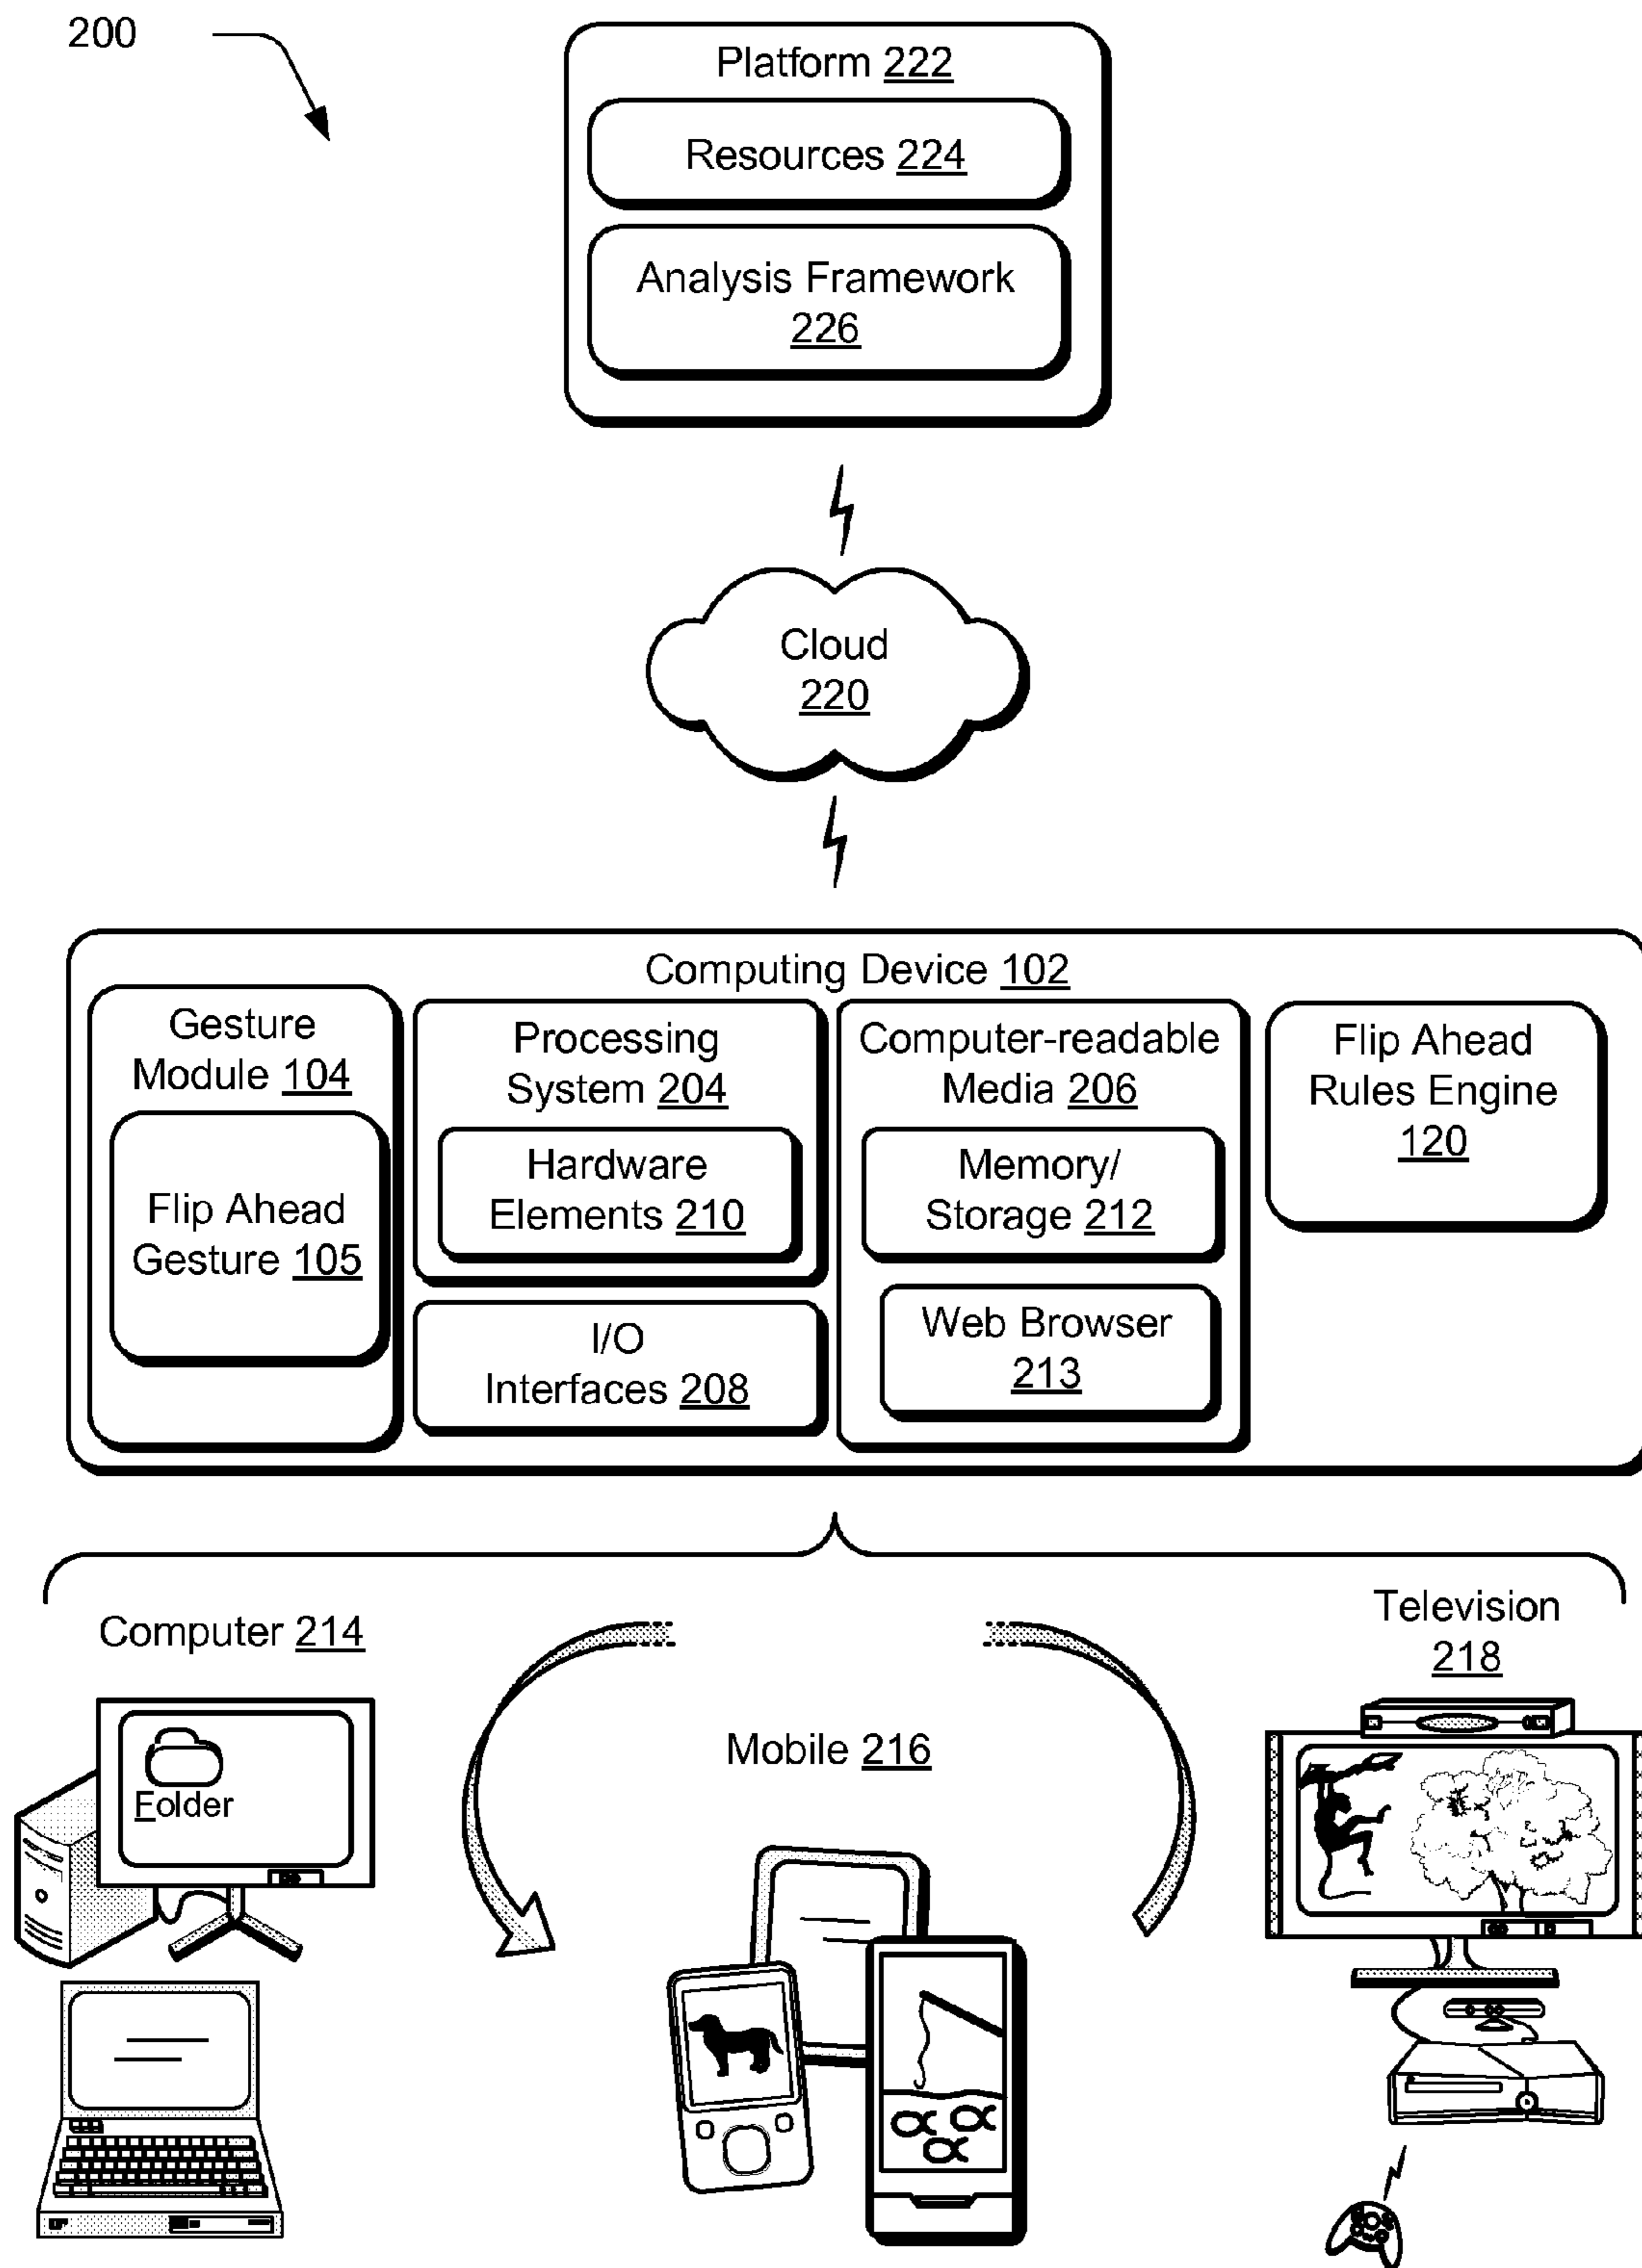 200
Platform 222
Resources 224
Analysis Framework
226
Cloud
220
Computing Device 102
Gesture
Module 104
Flip Ahead
Gesture 105
Processing
System 204
Hardware
Elements 210
I/O
Interfaces 208
Computer-readable
Media 206
Memory/
Storage 212
Web Browser
213
Flip Ahead
Rules Engine
120
Computer 214
Folder
Mobile 216
Television
218